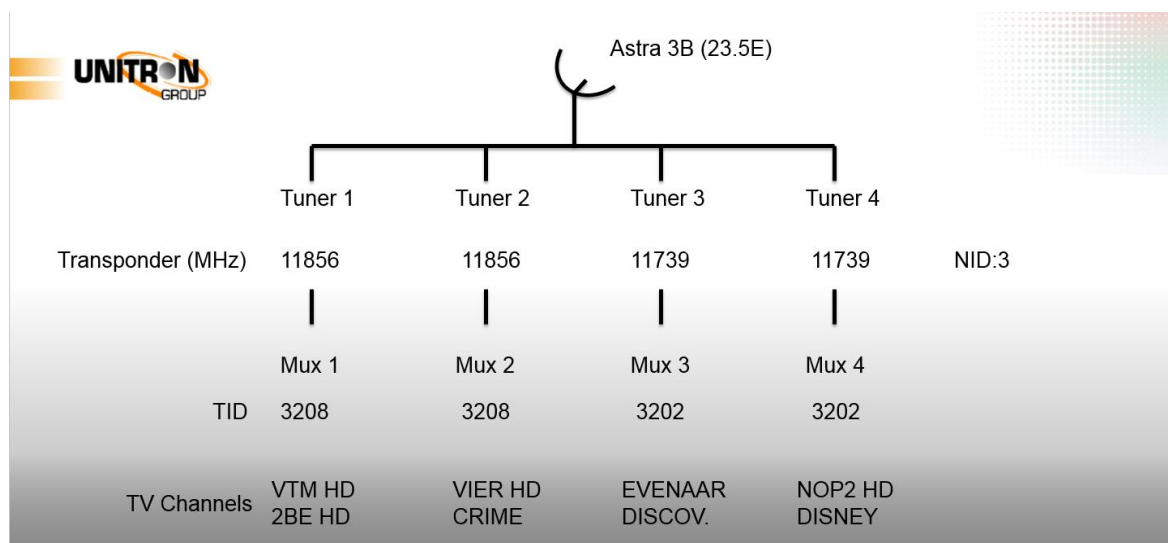 UNITRON
GROUP
Astra 3B (23.5E)
Tuner 1 Tuner 2 Tuner 3 Tuner 4
Transponder (MHz) 11856 11856 11739 11739 NID:3
Mux 1 Mux 2 Mux 3 Mux 4
TID 3208 3208 3202 3202
TV Channels
VTM HD VIER HD EVENAAR NOP2 HD
2BE HD CRIME DISCOV. DISNEY